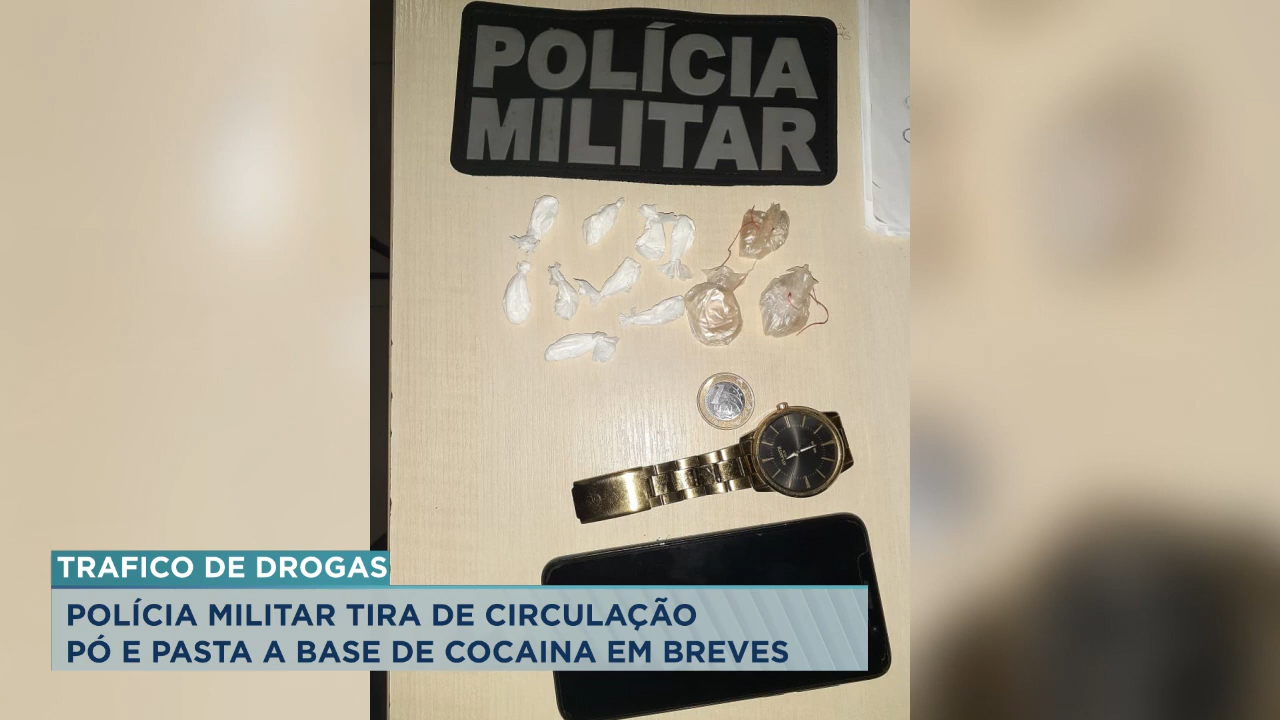 POLÍCIA
MILITAR
TRAFICO DE DROGAS
POLÍCIA MILITAR TIRA DE CIRCULAÇÃO
PÓ E PASTA A BASE DE COCAINA EM BREVES